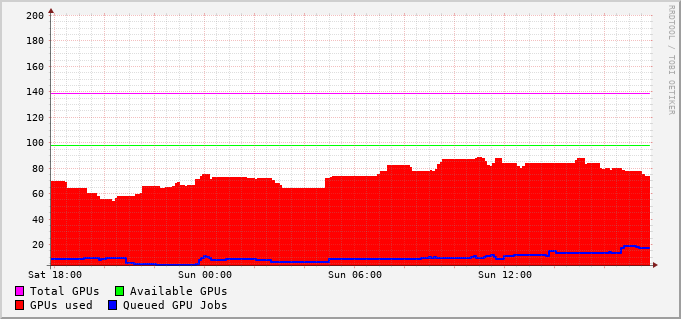 200
180
160
140
120
100
80
60
40
20
Sat 18:00 Sun 00:00 Sun 06:00 Sun 12:00
Total GPUs Available GPUs
GPUs used Queued GPU Jobs
RRDTOOL / TOBI OETIKER